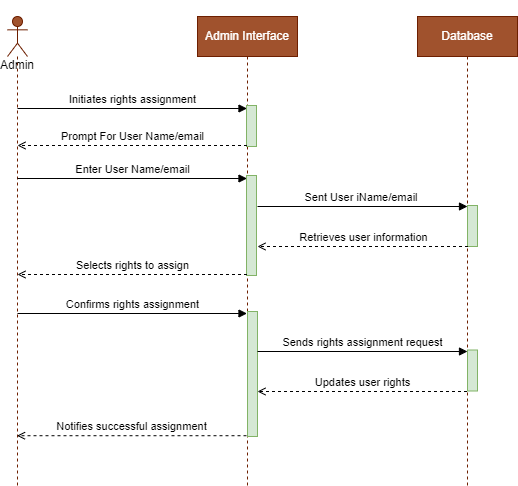 Admin Interface
Database
Admin
Initiates rights assignment
Prompt For User Name/email
Enter User Name/email
Sent User iName/email
Retrieves user information
Selects rights to assign
Confirms rights assignment
Sends rights assignment request
Updates user rights
Notifies successful assignment